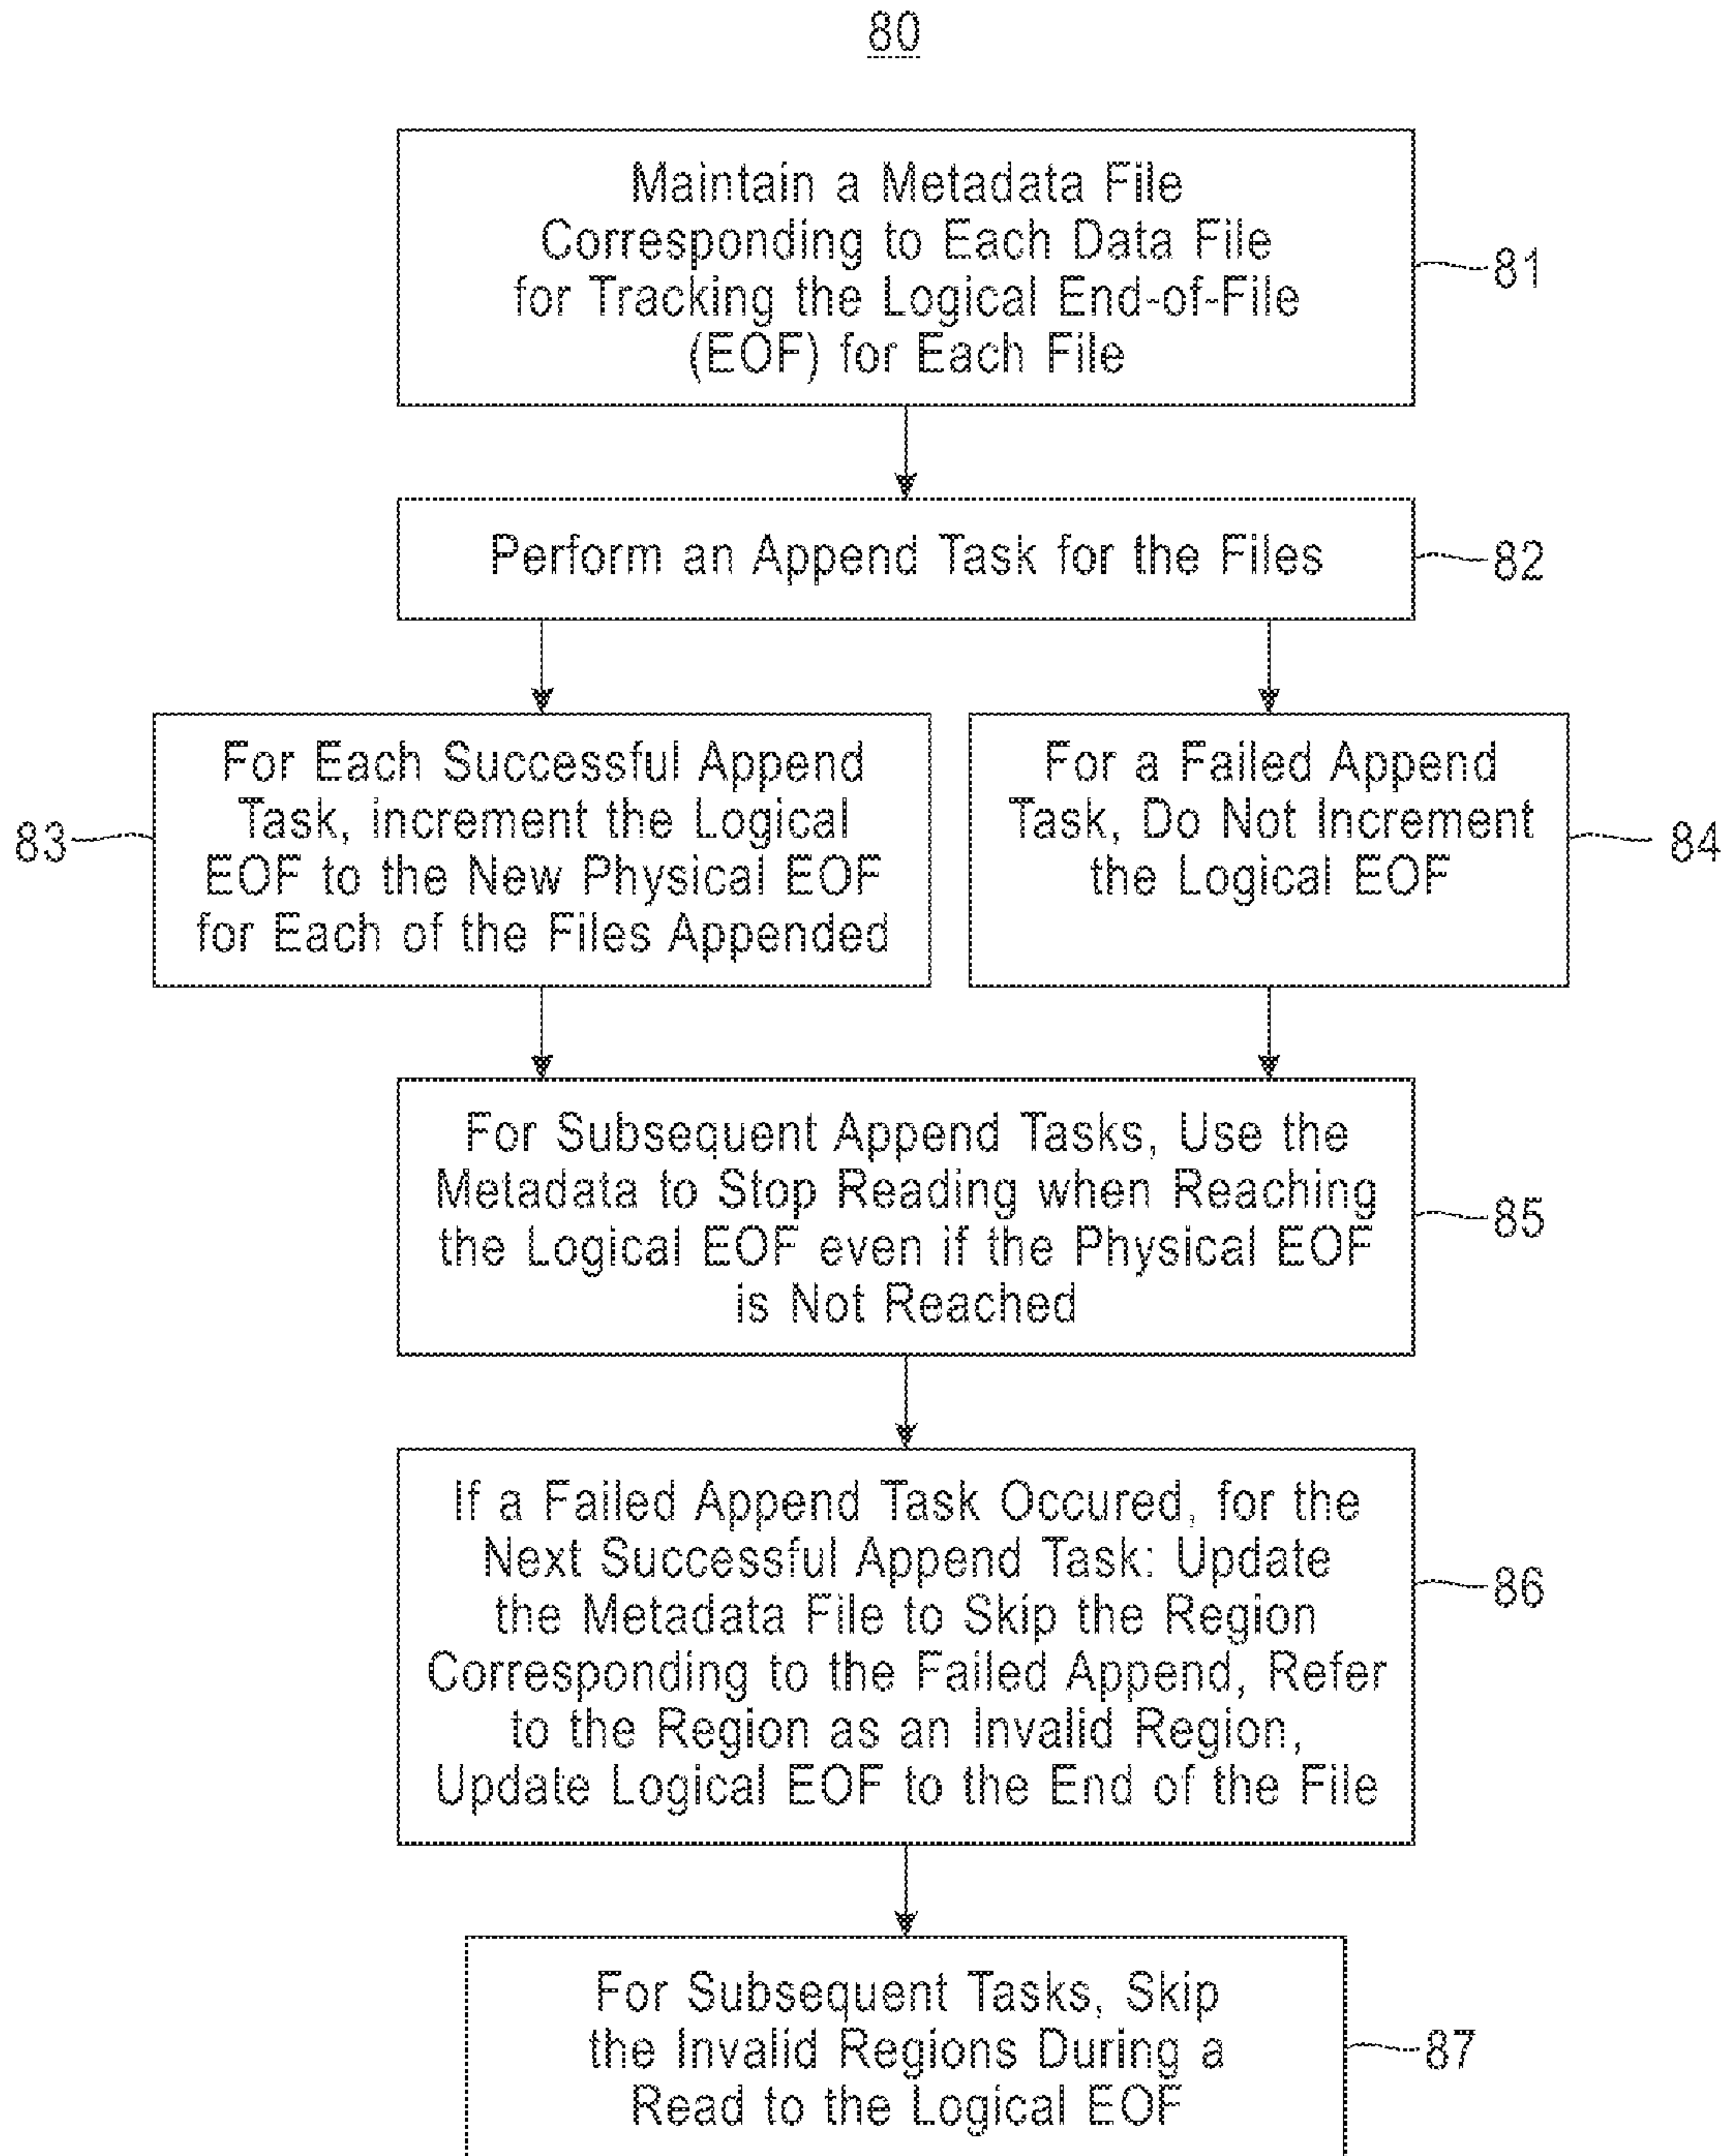 80
Maintain a Metadata File
Corresponding to Each Data File
for Tracking the Logical End-of-File
(EOF) for Each File
81
Perform an Append Task for the Files
82
For Each Successful Append
Task, increment the Logical
EOF to the New Physical EOF
for Each of the Files Appended
83
For a Failed Append
Task, Do Not Increment
the Logical EOF
84
For Subsequent Append Tasks, Use the
Metadata to Stop Reading when Reaching
the Logical EOF even if the Physical EOF
is Not Reached
85
If a Failed Append Task Occured, for the
Next Successful Append Task: Update
the Metadata File to Skip the Region
Corresponding to the Failed Append, Refer
to the Region as an Invalid Region,
Update Logical EOF to the End of the File
86
For Subsequent Tasks, Skip
the Invalid Regions During a
Read to the Logical EOF
87